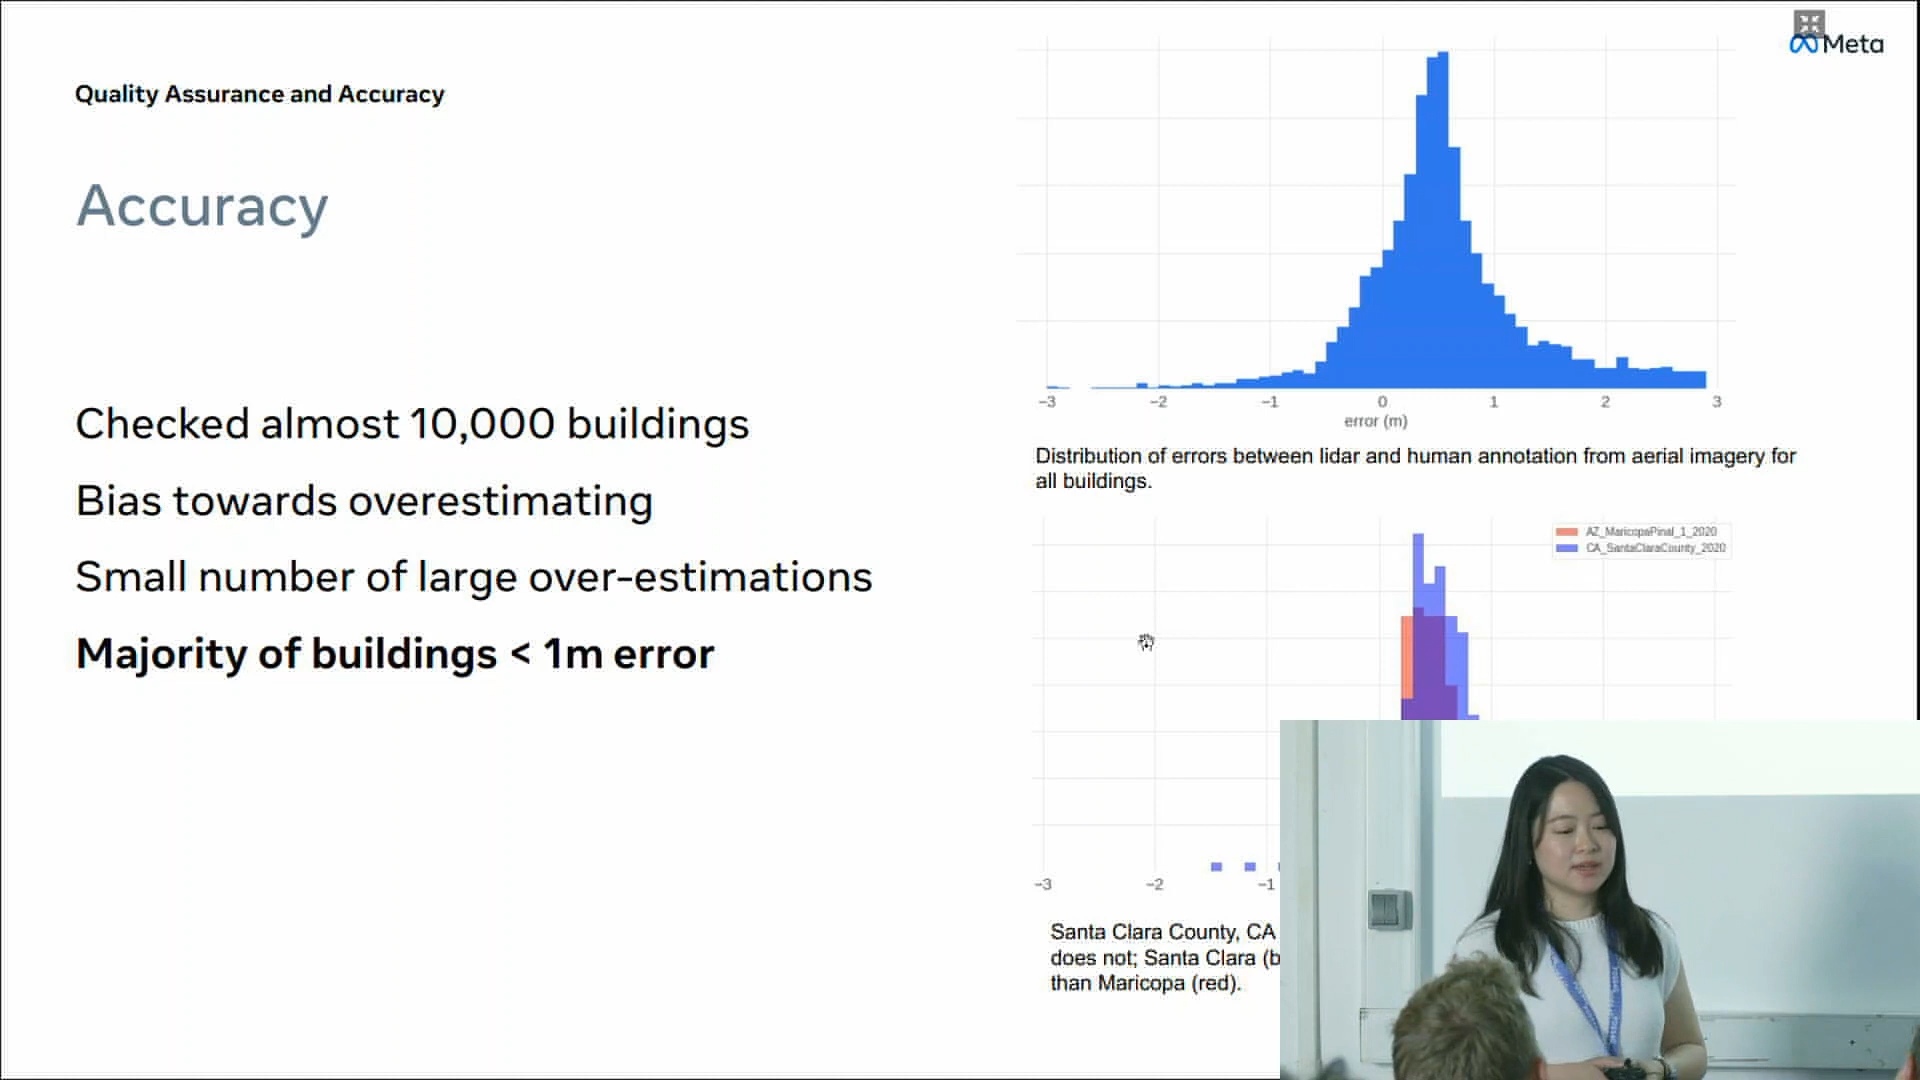 Meta
Quality Assurance and Accuracy
Accuracy
Checked almost 10,000 buildings
Bias towards overestimating
Small number of large over-estimations
Majority of buildings < 1m error
−3 −2 −1 0 1 2 3
error (m)
Distribution of errors between lidar and human annotation from aerial imagery for
all buildings.
AZ_MaricopaPinal_1_2020
CA_SantaClaraCounty_2020
−3 −2 −1
Santa Clara County, CA
does not; Santa Clara (b
than Maricopa (red).